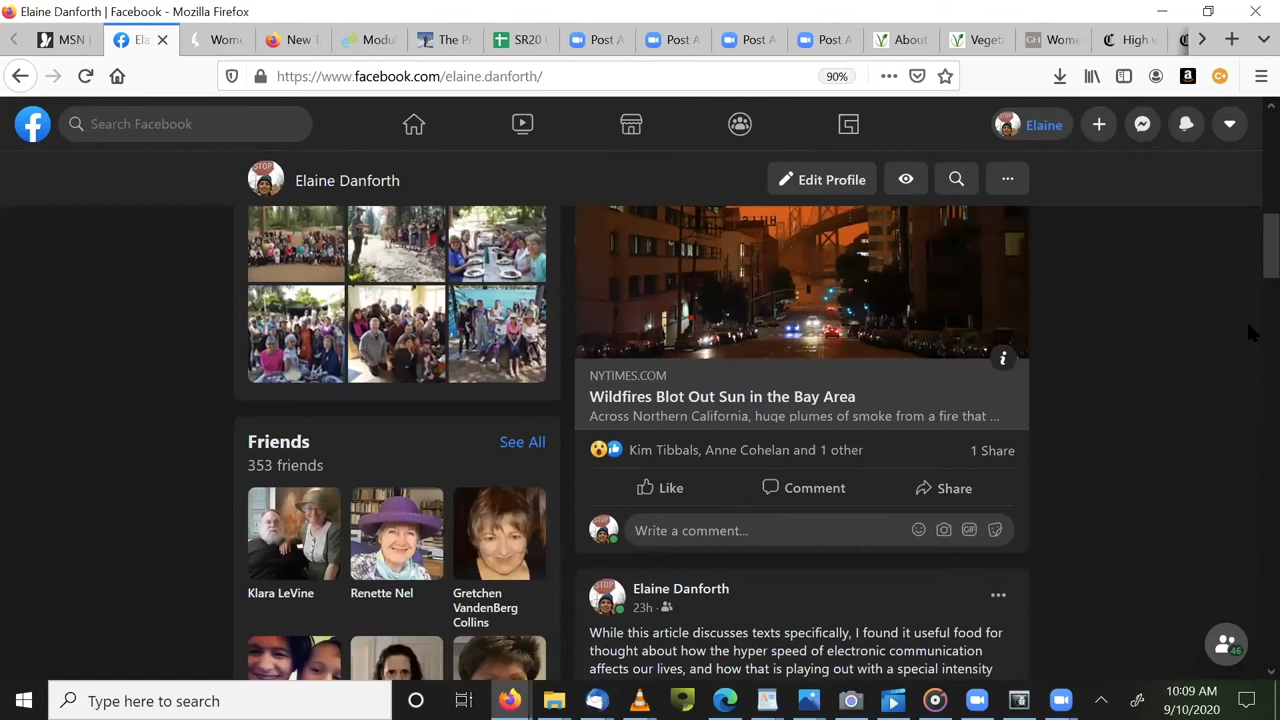 Elaine Danforth | Facebook - Mozilla Firefox
MSN
Ela
Wome
New T
Modul
The P
SR20
Post A
Post A
Post A
Post A
About
Vegeta
GH
Wome
High w
https://www.facebook.com/elaine.danforth/
90%
Search Facebook
Elaine
Elaine Danforth
Edit Profile
NYTIMES.COM
Wildfires Blot Out Sun in the Bay Area
Across Northern California, huge plumes of smoke from a fire that ...
Kim Tibbals, Anne Cohelan and 1 other
1 Share
Like
Comment
Share
Write a comment...
GIF
Friends
See All
353 friends
Klara LeVine
Renette Nel
Gretchen
VandenBerg
Collins
Elaine Danforth
23h ·
While this article discusses texts specifically, I found it useful food for
thought about how the hyper speed of electronic communication
affects our lives, and how that is playing out with a special intensity
46
Type here to search
10:09 AM
9/10/2020